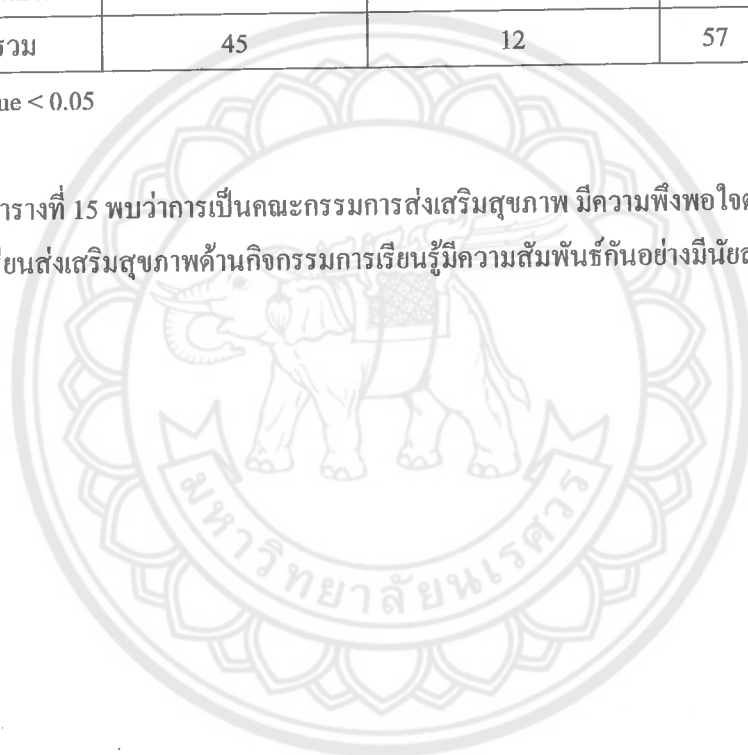 รวม 45 12 57
ue < 0.05
ารางที่ 15 พบว่าการเป็นคณะกรรมการส่งเสริมสุขภาพ มีความพึงพอใจต
รียนส่งเสริมสุขภาพด้านกิจกรรมการเรียนรู้มีความสัมพันธ์กันอย่างมีนัยส
มหาวิทยาลัยนเรศวร